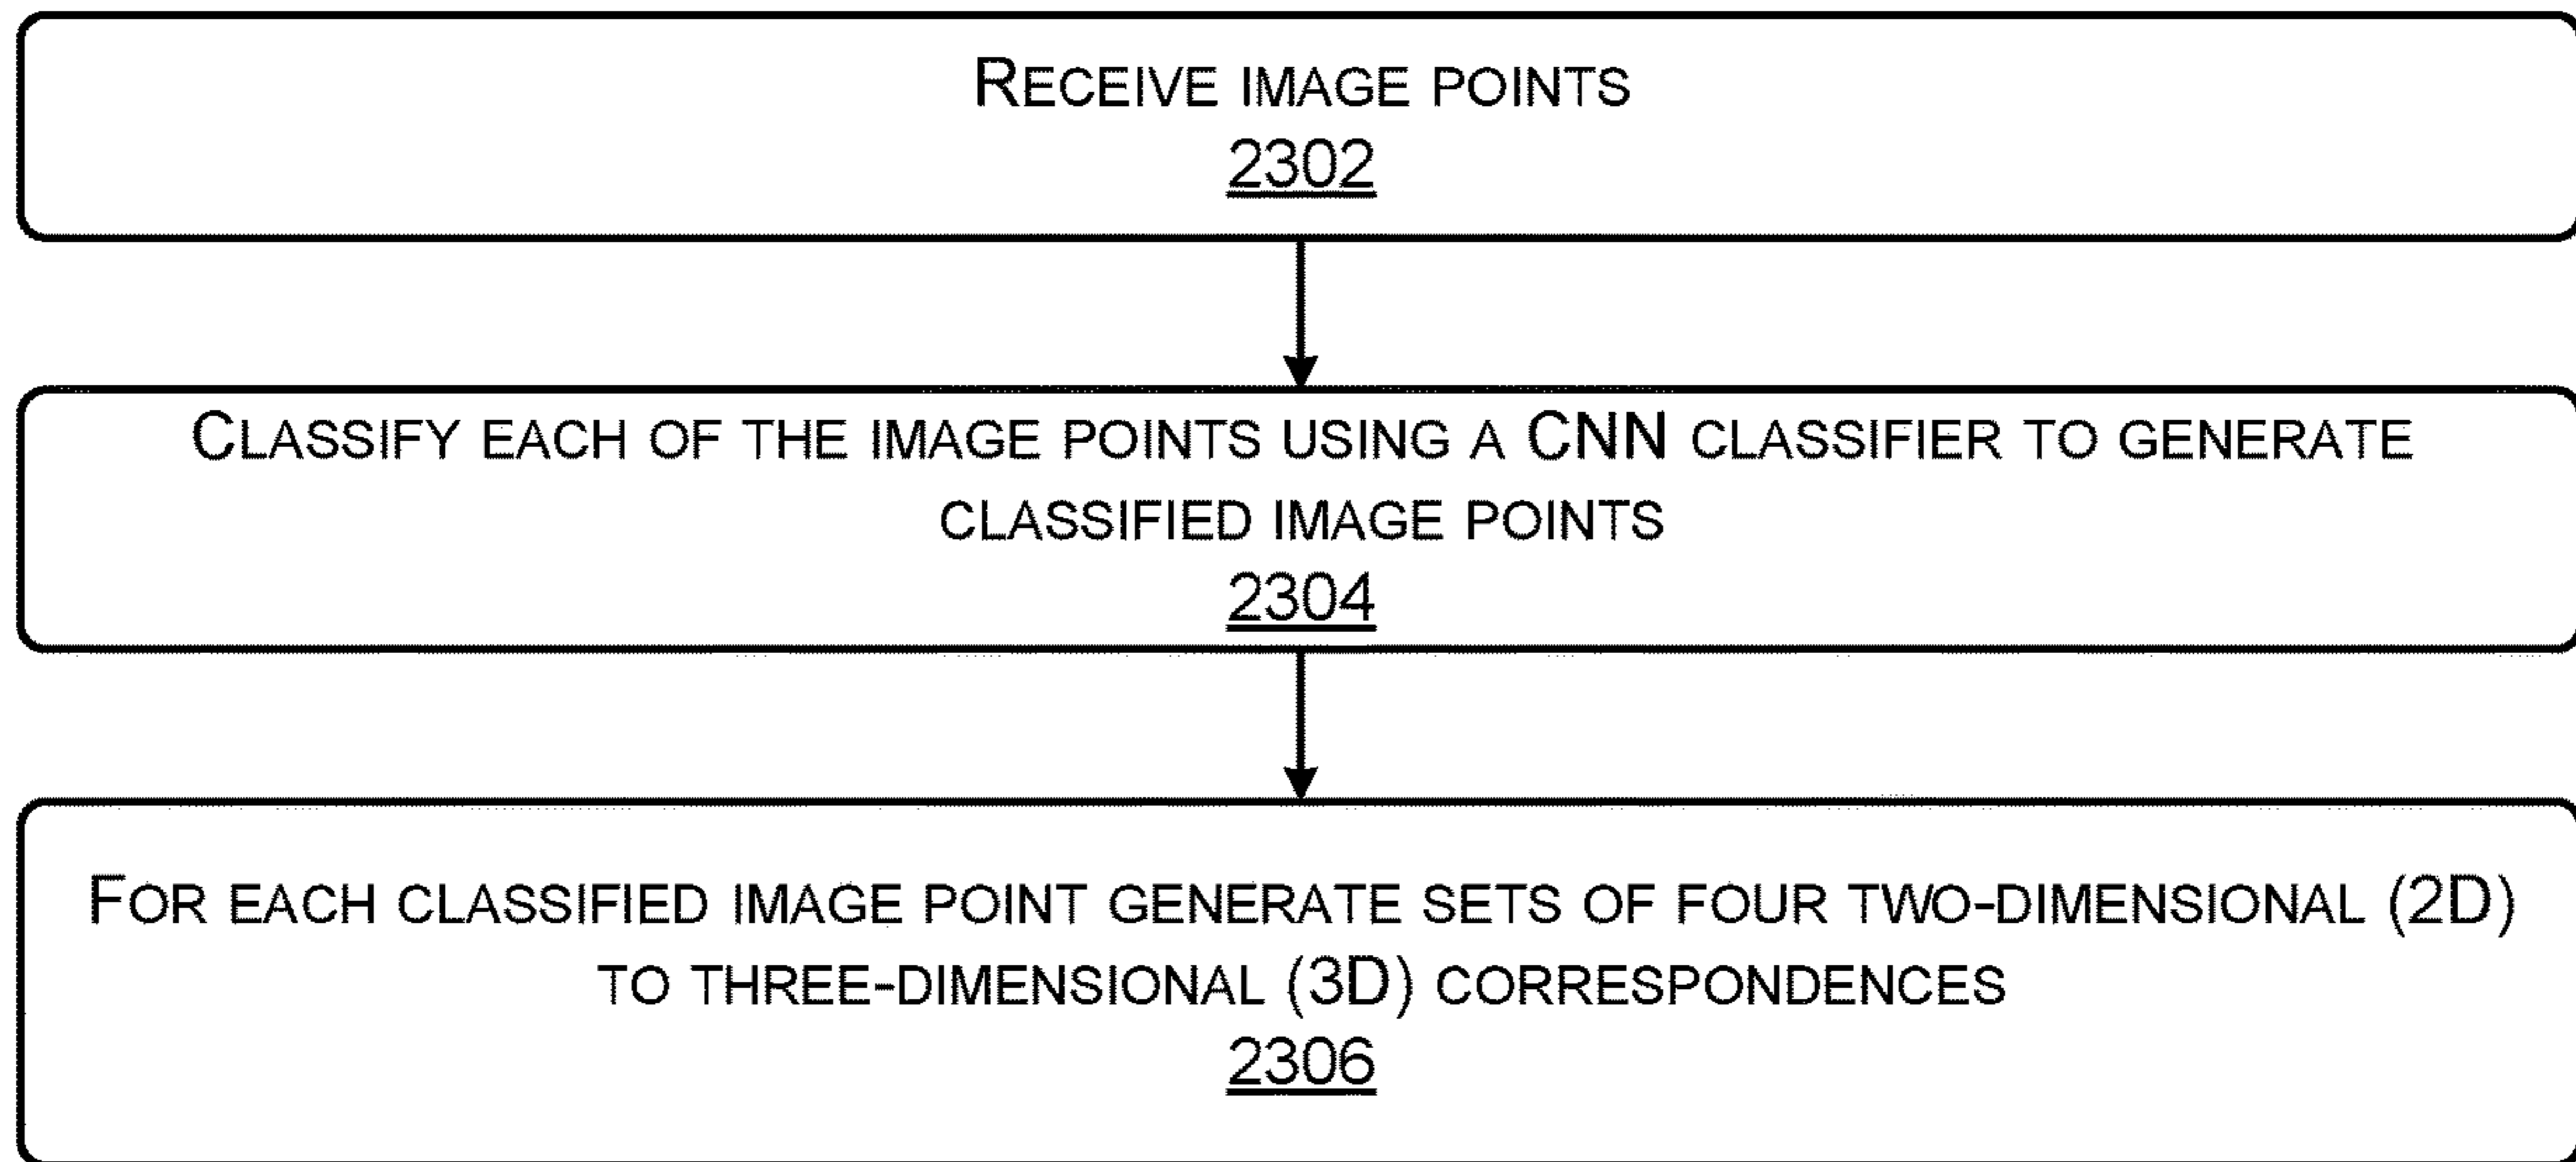 RECEIVE IMAGE POINTS
2302
CLASSIFY EACH OF THE IMAGE POINTS USING A CNN CLASSIFIER TO GENERATE
CLASSIFIED IMAGE POINTS
2304
FOR EACH CLASSIFIED IMAGE POINT GENERATE SETS OF FOUR TWO-DIMENSIONAL (2D)
TO THREE-DIMENSIONAL (3D) CORRESPONDENCES
2306